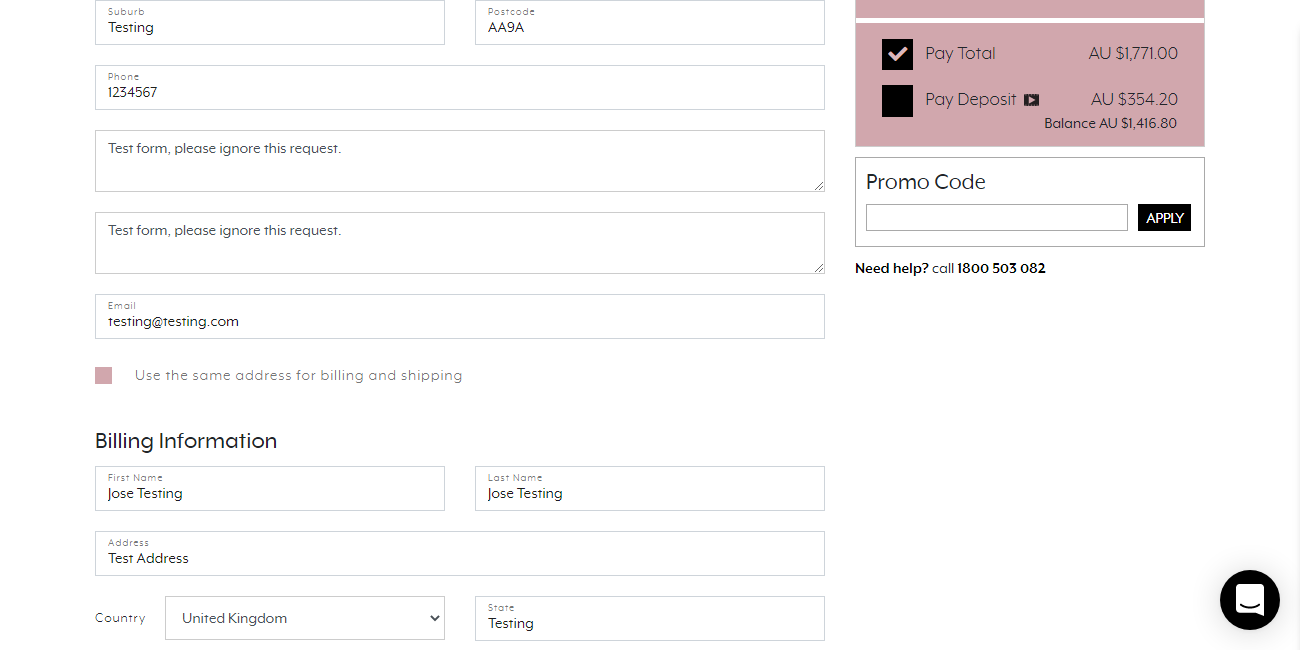 Suburb
Testing
Postcode
AA9A
Phone
1234567
Test form, please ignore this request.
Test form, please ignore this request.
Email
testing@testing.com
Use the same address for billing and shipping
Billing Information
First Name
Jose Testing
Last Name
Jose Testing
Address
Test Address
Country
United Kingdom
State
Testing
Pay Total AU $1,771.00
Pay Deposit AU $354.20
Balance AU $1,416.80
Promo Code
APPLY
Need help? call 1800 503 082